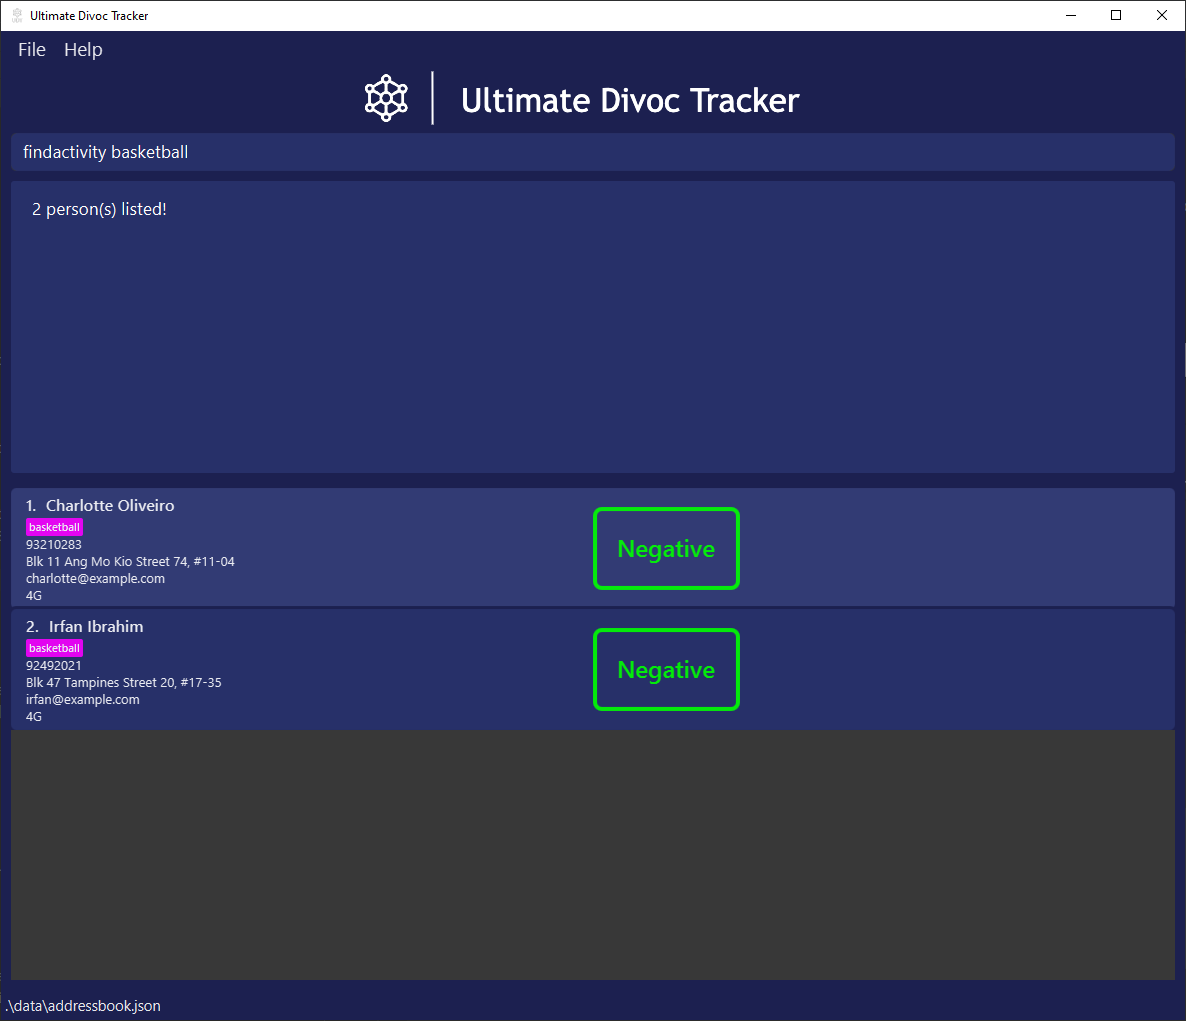 Ultimate Divoc Tracker
File Help
Ultimate Divoc Tracker
findactivity basketball
2 person(s) listed!
1. Charlotte Oliveiro
basketball
93210283
Blk 11 Ang Mo Kio Street 74, #11-04
charlotte@example.com
4G
Negative
2. Irfan Ibrahim
basketball
92492021
Blk 47 Tampines Street 20, #17-35
irfan@example.com
4G
Negative
.\data\addressbook.json